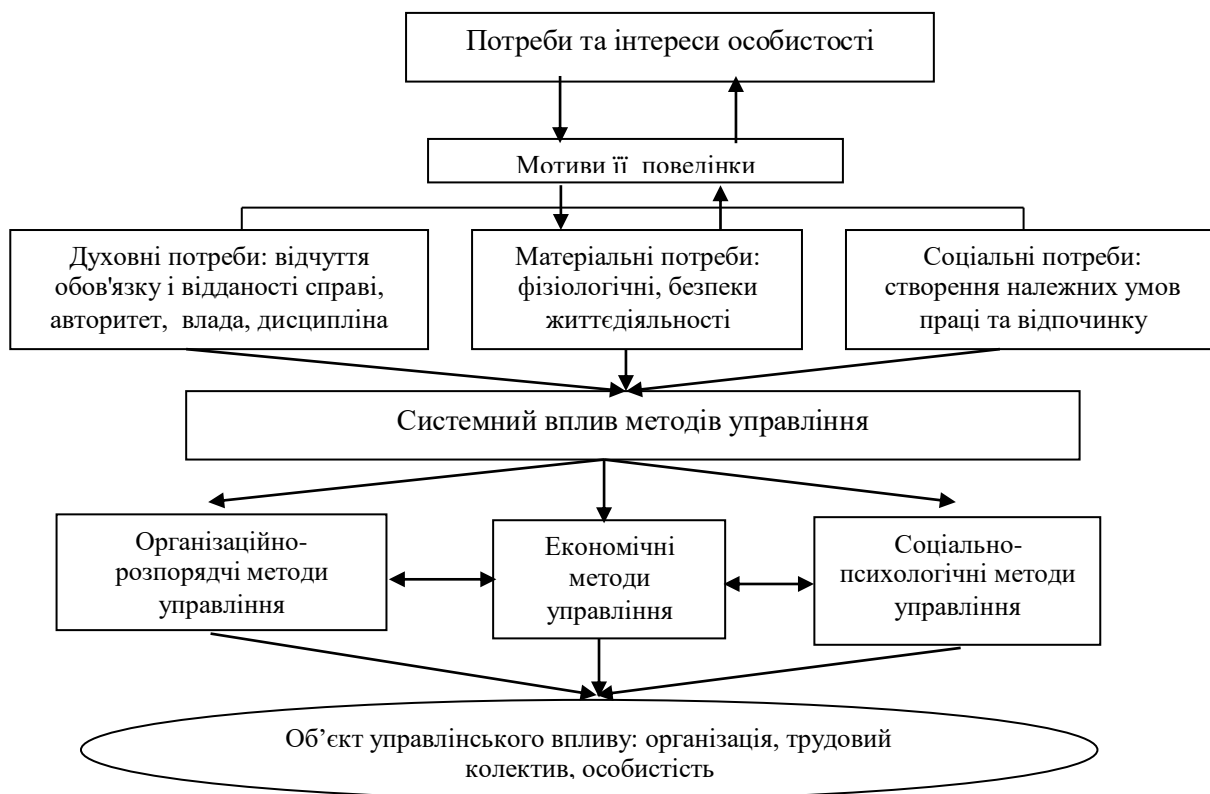 Потреби та інтереси особистості
Мотиви її поведінки
Духовні потреби: відчуття
обов'язку і відданості справі,
авторитет, влада, дисципліна
Матеріальні потреби:
фізіологічні, безпеки
життєдіяльності
Соціальні потреби:
створення належних умов
праці та відпочинку
Системний вплив методів управління
Організаційно-
розпорядчі методи
управління
Економічні
методи
управління
Соціально-
психологічні методи
управління
Об’єкт управлінського впливу: організація, трудовий
колектив, особистість